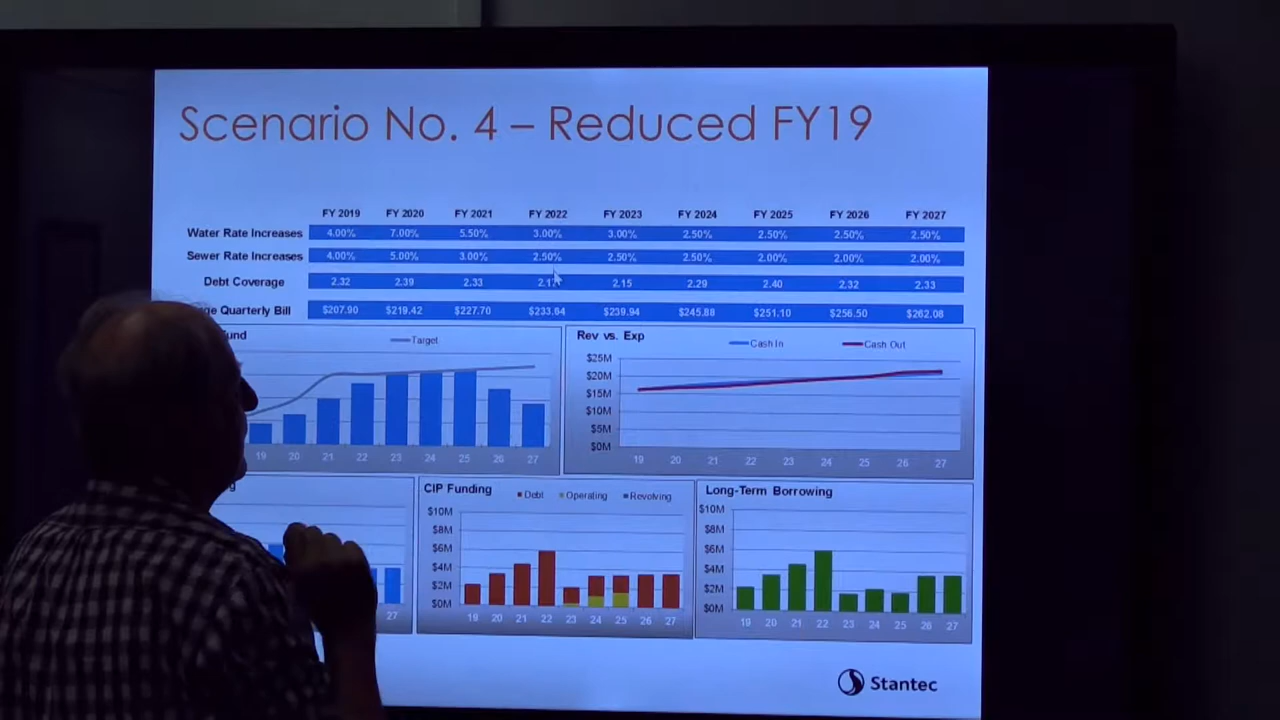 Scenario No. 4 – Reduced FY19
FY 2019 FY 2020 FY 2021 FY 2022 FY 2023 FY 2024 FY 2025 FY 2026 FY 2027
Water Rate Increases 4.00% 7.00% 5.50% 3.00% 3.00% 2.50% 2.50% 2.50% 2.50%
Sewer Rate Increases 4.00% 5.00% 3.00% 2.50% 2.50% 2.50% 2.00% 2.00% 2.00%
Debt Coverage 2.32 2.39 2.33 2.15 2.29 2.40 2.32 2.33
Quarterly Bill $207.90 $219.42 $227.70 $233.84 $239.94 $245.88 $251.10 $256.50 $262.08
Target
19 20 21 22 23 24 25 26 27
Rev vs. Exp
Cash In Cash Out
$25M
$20M
$15M
$10M
$5M
$0M
19 20 21 22 23 24 25 26 27
27
CIP Funding
Debt Operating Revolving
$10M
$8M
$6M
$4M
$2M
$0M
19 20 21 22 23 24 25 26 27
Long-Term Borrowing
$10M
$8M
$6M
$4M
$2M
$0M
19 20 21 22 23 24 25 26 27
Stantec